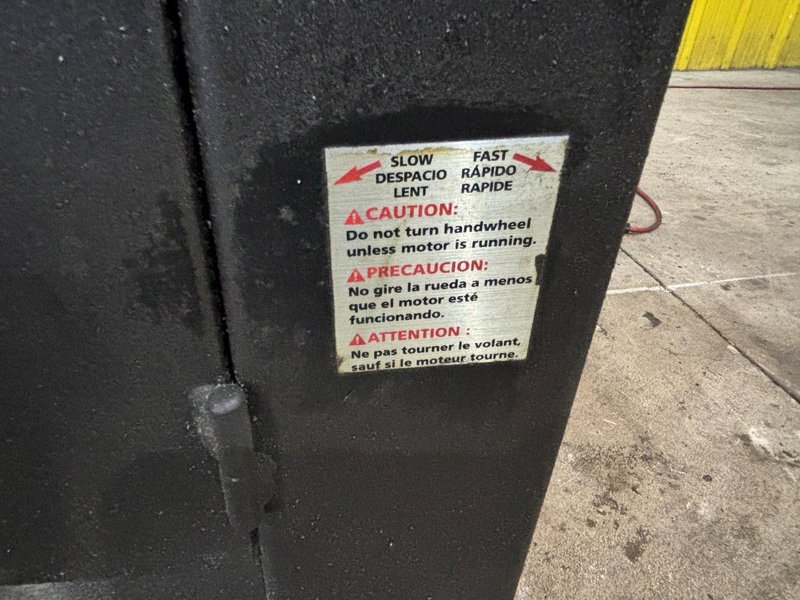 SLOW FAST
DESPACIO RÁPIDO
LENT RAPIDE
CAUTION:
Do not turn handwheel
unless motor is running.
PRECAUCION:
No gire la rueda a menos
que el motor esté
funcionando.
ATTENTION :
Ne pas tourner le volant,
sauf si le moteur tourne.